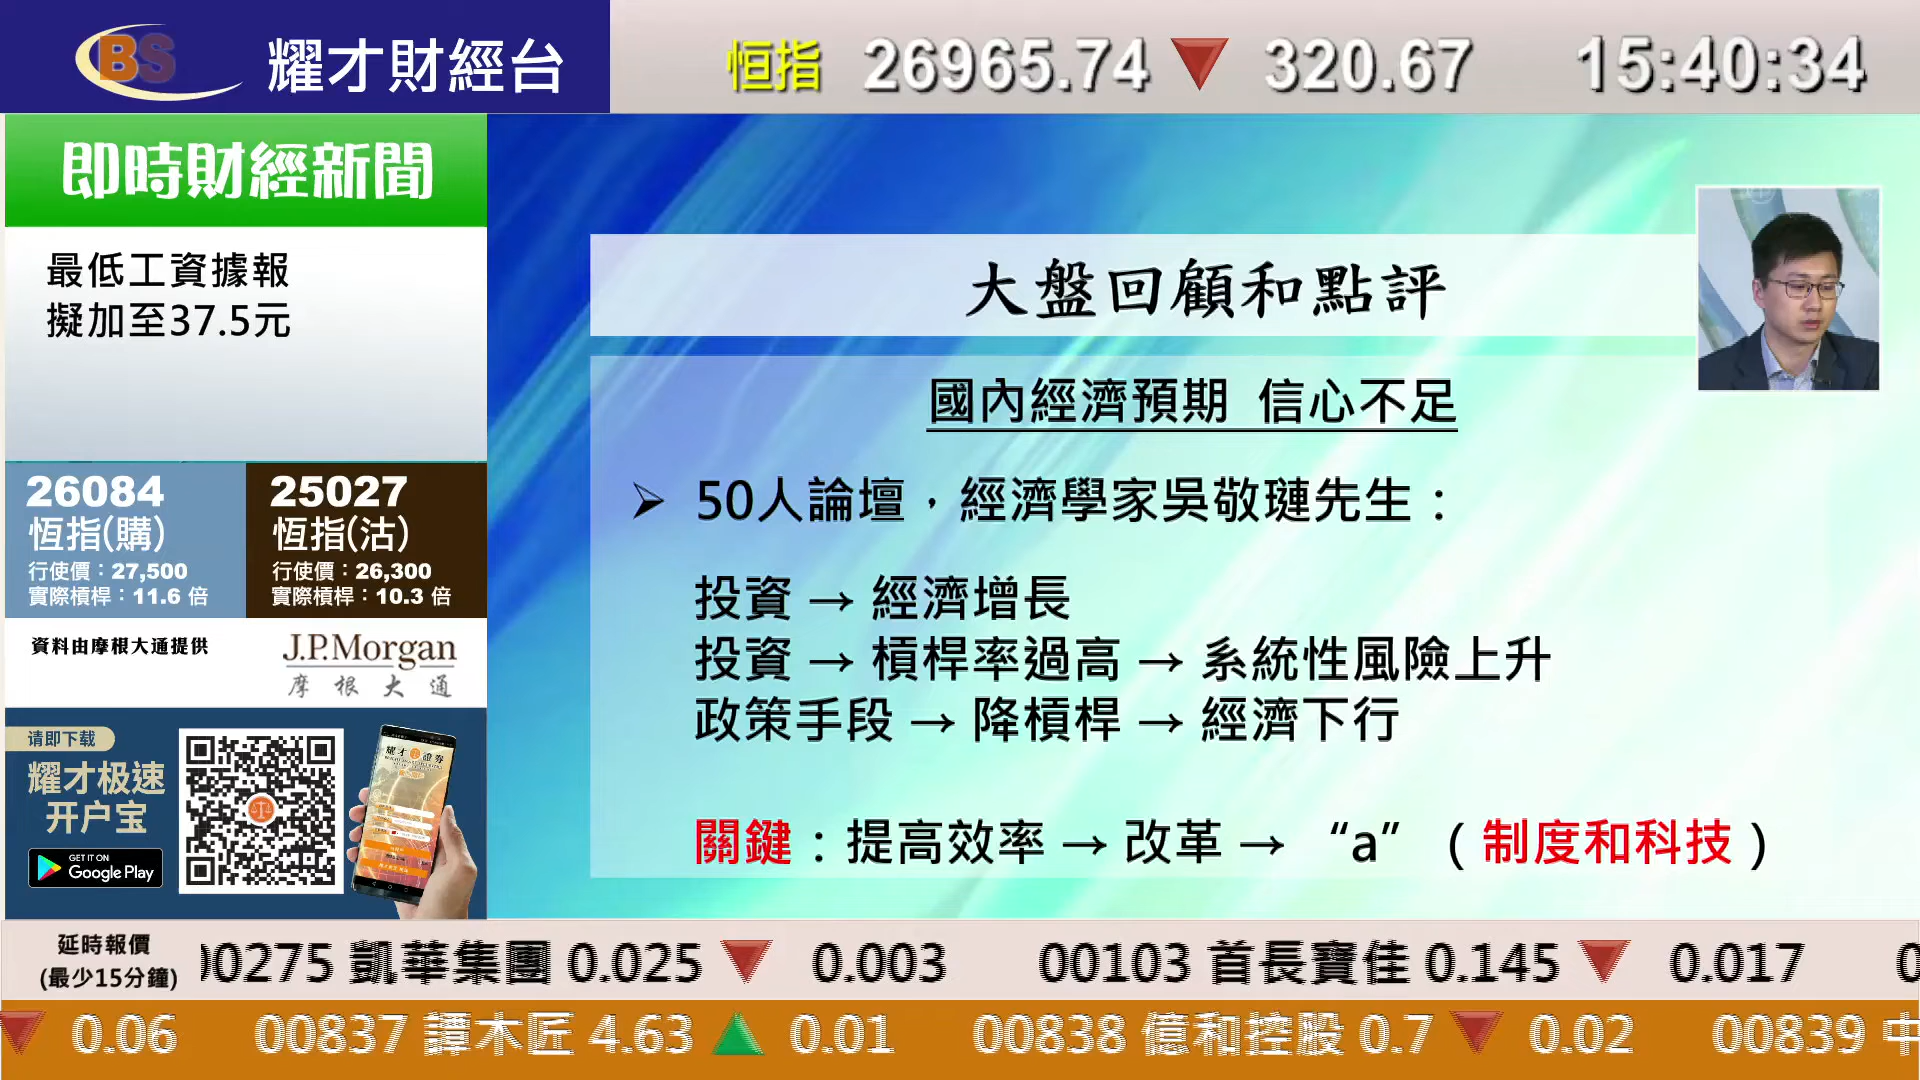 BS 耀才財經台
恒指 26965.74 ▼ 320.67 15:40:34
即時財經新聞
最低工資據報
擬加至37.5元
26084
恆指(購)
行使價：27,500
實際槓桿：11.6 倍
25027
恆指(沽)
行使價：26,300
實際槓桿：10.3 倍
資料由摩根大通提供
J.P.Morgan
摩根大通
请即下载
耀才极速
开户宝
GET IT ON
Google Play
耀才證券
大盤回顧和點評
國內經濟預期 信心不足
➢ 50人論壇，經濟學家吳敬璉先生：
投資 → 經濟增長
投資 → 槓桿率過高 → 系統性風險上升
政策手段 → 降槓桿 → 經濟下行
關鍵：提高效率 → 改革 → “a”（制度和科技）
延時報價
(最少15分鐘)
00275 凱華集團 0.025 ▼ 0.003 00103 首長寶佳 0.145 ▼ 0.017 0
▼ 0.06 00837 譚木匠 4.63 ▲ 0.01 00838 億和控股 0.7 ▼ 0.02 00839 中